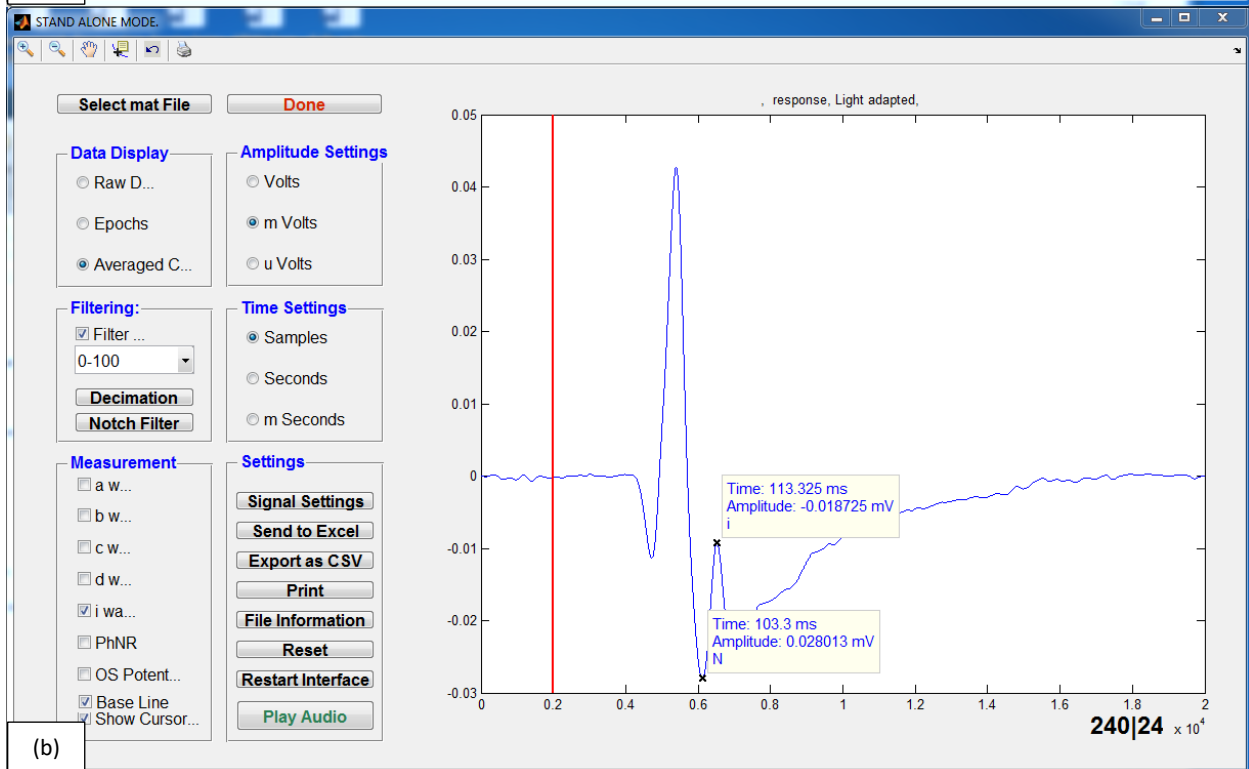 STAND ALONE MODE.
Select mat File
Done
Data Display
Raw D...
Epochs
Averaged C...
Amplitude Settings
Volts
m Volts
u Volts
Filtering:
Filter ...
0-100
Decimation
Notch Filter
Time Settings
Samples
Seconds
m Seconds
Measurement
a w...
b w...
c w...
d w...
i wa...
PhNR
OS Potent...
Base Line
Show Cursor...
Settings
Signal Settings
Send to Excel
Export as CSV
Print
File Information
Reset
Restart Interface
Play Audio
(b)
, response, Light adapted,
0.05
0.04
0.03
0.02
0.01
0
-0.01
-0.02
-0.03
Time: 113.325 ms
Amplitude: -0.018725 mV
i
Time: 103.3 ms
Amplitude: 0.028013 mV
N
0 0.2 0.4 0.6 0.8 1 1.2 1.4 1.6 1.8 2
240|24 x 10⁴